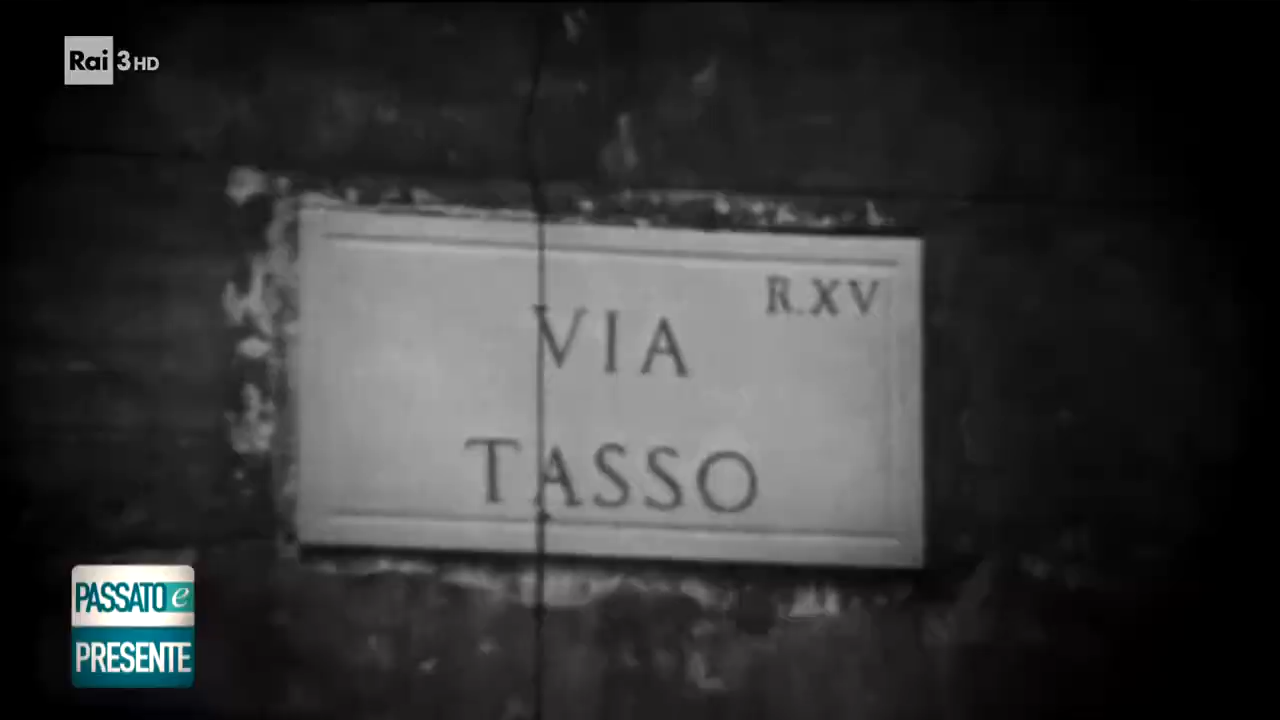 Rai 3HD
R.XV
VIA
TASSO
PASSATO e
PRESENTE